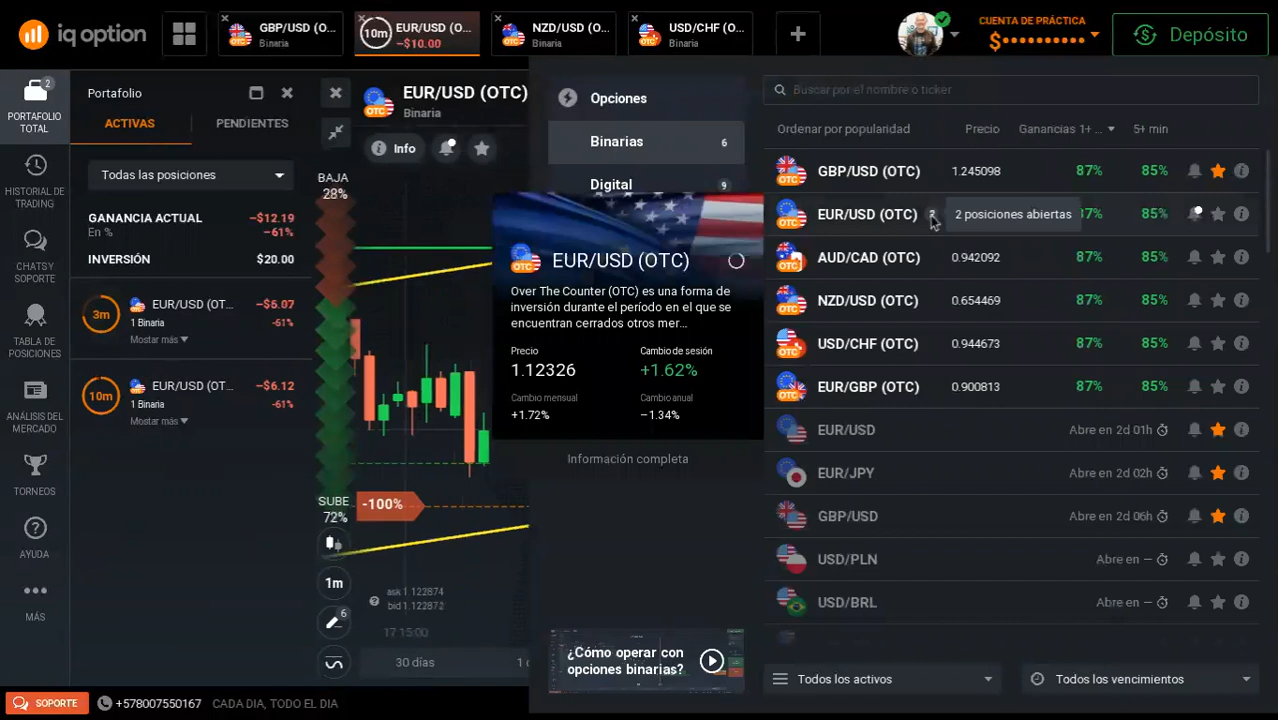 iq option
GBP/USD (O...
Binaria
10m
EUR/USD (O...
−$10.00
NZD/USD (O...
Binaria
USD/CHF (O...
Binaria
CUENTA DE PRÁCTICA
$••••••••••
Depósito
2
PORTAFOLIO
TOTAL
HISTORIAL DE
TRADING
CHATS Y
SOPORTE
TABLA DE
POSICIONES
ANÁLISIS DEL
MERCADO
TORNEOS
AYUDA
MÁS
Portafolio
ACTIVAS
PENDIENTES
Todas las posiciones
GANANCIA ACTUAL −$12.19
En % −61%
INVERSIÓN $20.00
3m
EUR/USD (OT... −$6.07
1 Binaria −61%
Mostar más
10m
EUR/USD (OT... −$6.12
1 Binaria −61%
Mostar más
EUR/USD (OTC)
Binaria
Info
BAJA
28%
SUBE
72%
-100%
1m
6
ask 1.122874
bid 1.122872
17 15:00
30 días
Opciones
Binarias 6
Digital 9
EUR/USD (OTC)
Over The Counter (OTC) es una forma de
inversión durante el período en el que se
encuentran cerrados otros mer...
Precio Cambio de sesión
1.12326 +1.62%
Cambio mensual Cambio anual
+1.72% −1.34%
Información completa
¿Cómo operar con
opciones binarias?
Buscar por el nombre o ticker
Ordenar por popularidad Precio Ganancias 1+ ... 5+ min
GBP/USD (OTC) 1.245098 87% 85%
EUR/USD (OTC) 2 2 posiciones abiertas 87% 85%
AUD/CAD (OTC) 0.942092 87% 85%
NZD/USD (OTC) 0.654469 87% 85%
USD/CHF (OTC) 0.944673 87% 85%
EUR/GBP (OTC) 0.900813 87% 85%
EUR/USD Abre en 2d 01h
EUR/JPY Abre en 2d 02h
GBP/USD Abre en 2d 06h
USD/PLN Abre en —
USD/BRL Abre en —
Todos los activos
Todos los vencimientos
SOPORTE
+578007550167
CADA DIA, TODO EL DIA